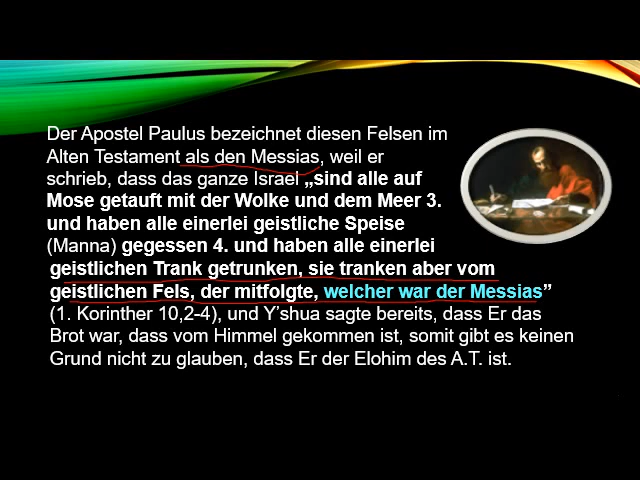 Der Apostel Paulus bezeichnet diesen Felsen im
Alten Testament als den Messias, weil er
schrieb, dass das ganze Israel „sind alle auf
Mose getauft mit der Wolke und dem Meer 3.
und haben alle einerlei geistliche Speise
(Manna) gegessen 4. und haben alle einerlei
geistlichen Trank getrunken, sie tranken aber vom
geistlichen Fels, der mitfolgte, welcher war der Messias”
(1. Korinther 10,2-4), und Y’shua sagte bereits, dass Er das
Brot war, dass vom Himmel gekommen ist, somit gibt es keinen
Grund nicht zu glauben, dass Er der Elohim des A.T. ist.